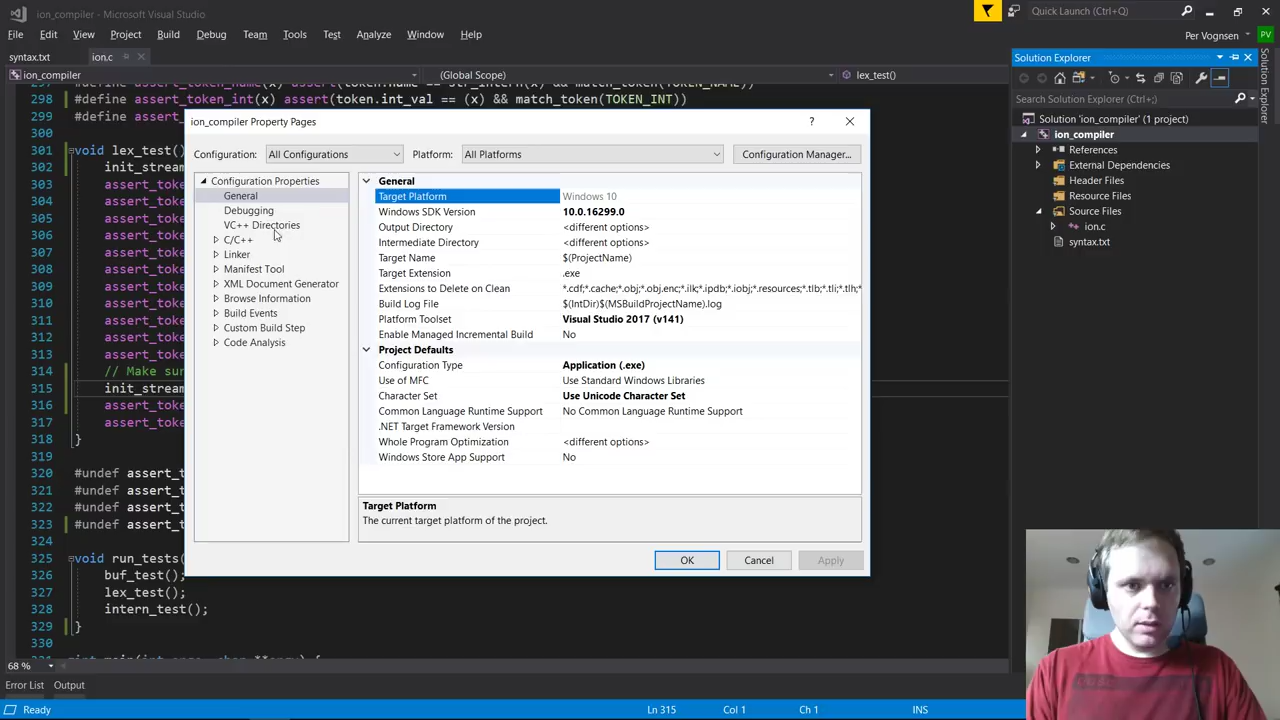 ion_compiler - Microsoft Visual Studio
Quick Launch (Ctrl+Q)
File Edit View Project Build Debug Team Tools Test Analyze Window Help
Per Vognsen PV
syntax.txt ion.c
ion_compiler (Global Scope) lex_test()
298 #define assert_token_int(x) assert(token.int_val == (x) && match_token(TOKEN_INT))
299 #define
300
301 void lex_test()
302 init_stream
303 assert_toke
304 assert_toke
305 assert_toke
306 assert_toke
307 assert_toke
308 assert_toke
309 assert_toke
310 assert_toke
311 assert_toke
312 assert_toke
313 assert_toke
314 // Make sur
315 init_stream
316 assert_toke
317 assert_toke
318 }
319
320 #undef assert_t
321 #undef assert_t
322 #undef assert_t
323 #undef assert_t
324
325 void run_tests(
326 buf_test();
327 lex_test();
328 intern_test();
329 }
330
68 %
ion_compiler Property Pages
?
Configuration: All Configurations Platform: All Platforms Configuration Manager...
Configuration Properties
General
Debugging
VC++ Directories
C/C++
Linker
Manifest Tool
XML Document Generator
Browse Information
Build Events
Custom Build Step
Code Analysis
General
Target Platform Windows 10
Windows SDK Version 10.0.16299.0
Output Directory <different options>
Intermediate Directory <different options>
Target Name $(ProjectName)
Target Extension .exe
Extensions to Delete on Clean *.cdf;*.cache;*.obj;*.obj.enc;*.ilk;*.ipdb;*.iobj;*.resources;*.tlb;*.tli;*.tlh;*
Build Log File $(IntDir)$(MSBuildProjectName).log
Platform Toolset Visual Studio 2017 (v141)
Enable Managed Incremental Build No
Project Defaults
Configuration Type Application (.exe)
Use of MFC Use Standard Windows Libraries
Character Set Use Unicode Character Set
Common Language Runtime Support No Common Language Runtime Support
.NET Target Framework Version
Whole Program Optimization <different options>
Windows Store App Support No
Target Platform
The current target platform of the project.
OK Cancel Apply
Solution Explorer
Search Solution Explorer (Ctrl+;)
Solution 'ion_compiler' (1 project)
ion_compiler
References
External Dependencies
Header Files
Resource Files
Source Files
ion.c
syntax.txt
Solution Explorer
Team Explorer
Error List Output
Ready Ln 315 Col 1 Ch 1 INS